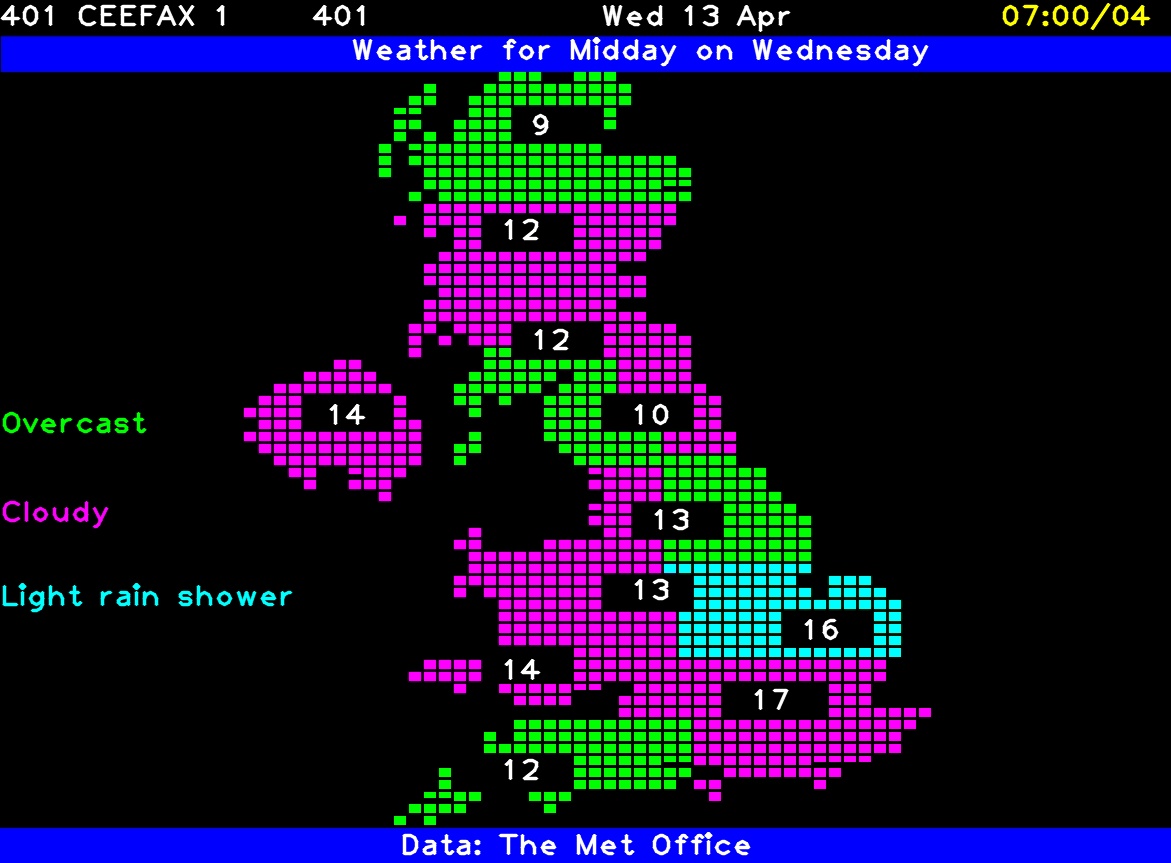 401 CEEFAX 1 401 Wed 13 Apr 07:00/04
Weather for Midday on Wednesday
9
12
12
14 10
Overcast
Cloudy 13
13
Light rain shower
16
14
17
12
Data: The Met Office